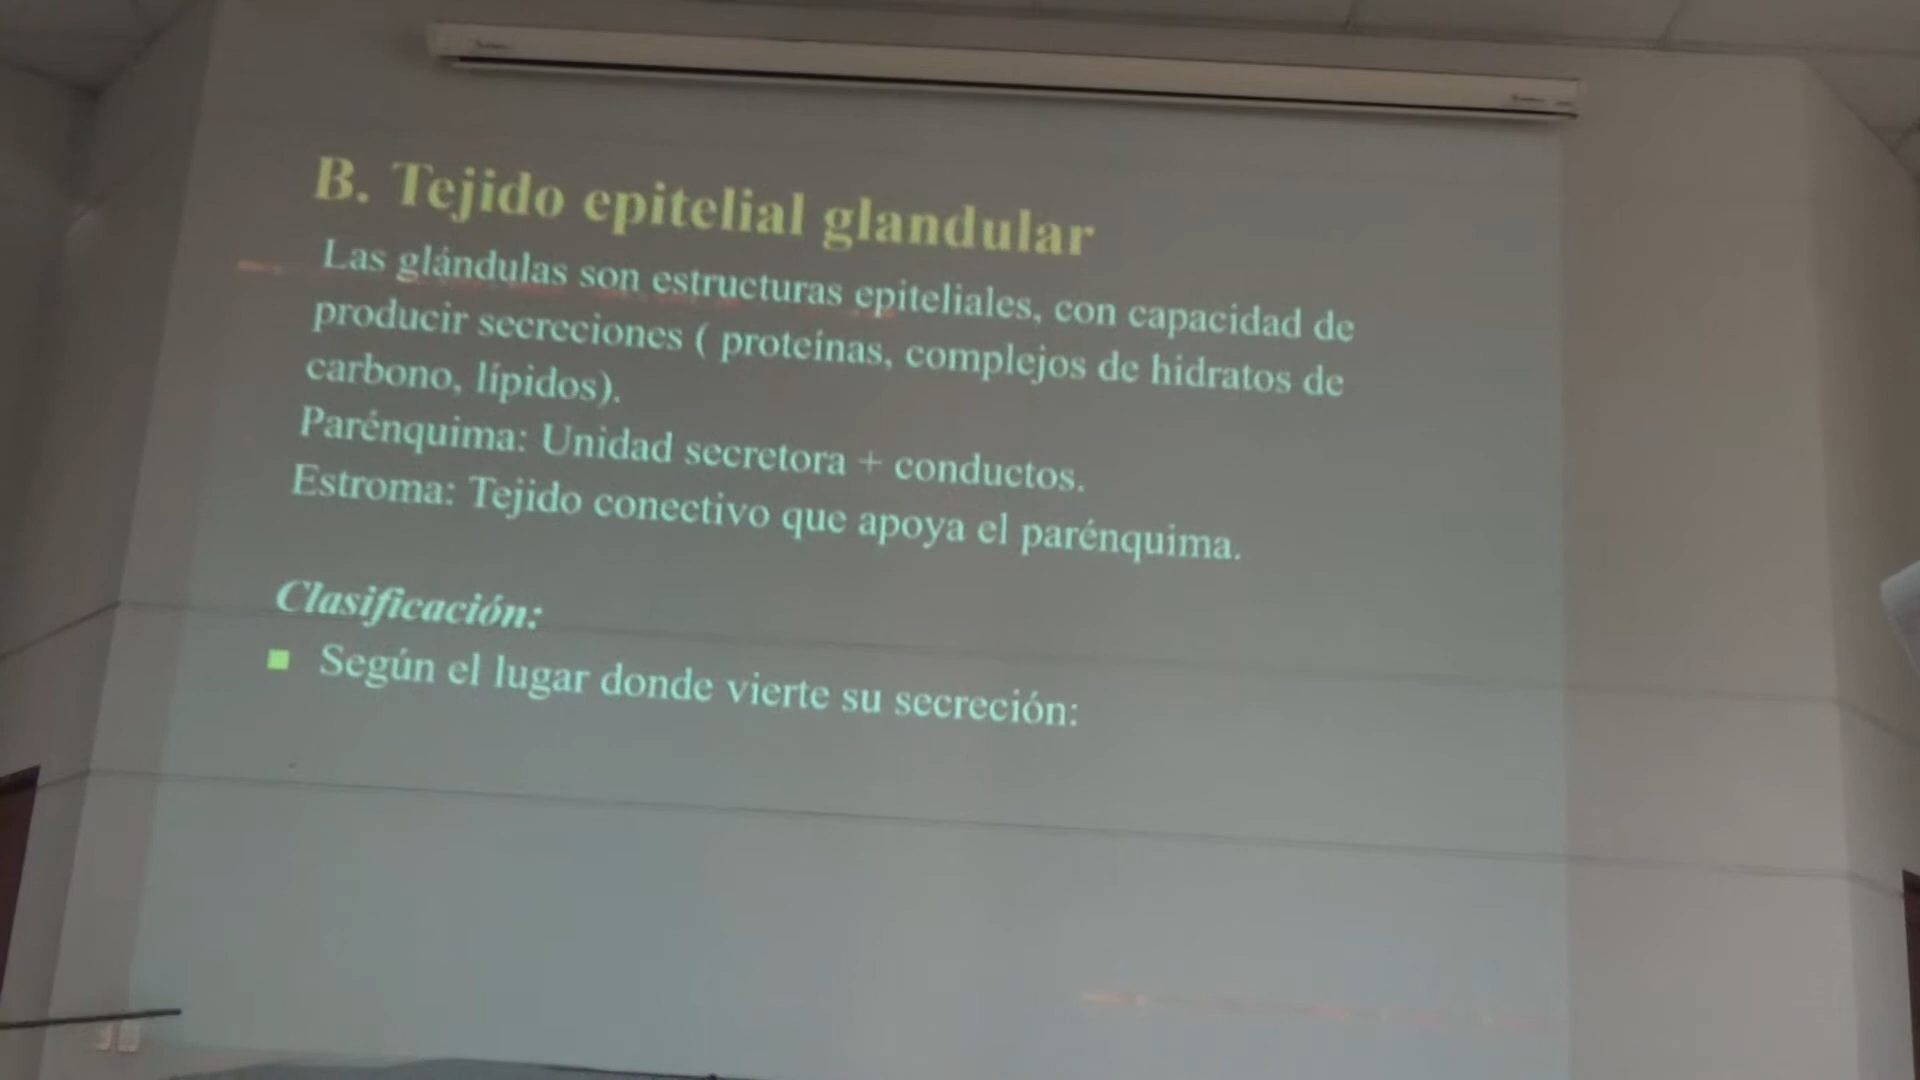 B. Tejido epitelial glandular
Las glándulas son estructuras epiteliales, con capacidad de
producir secreciones ( proteínas, complejos de hidratos de
carbono, lípidos).
Parénquima: Unidad secretora + conductos.
Estroma: Tejido conectivo que apoya el parénquima.
Clasificación:
Según el lugar donde vierte su secreción: